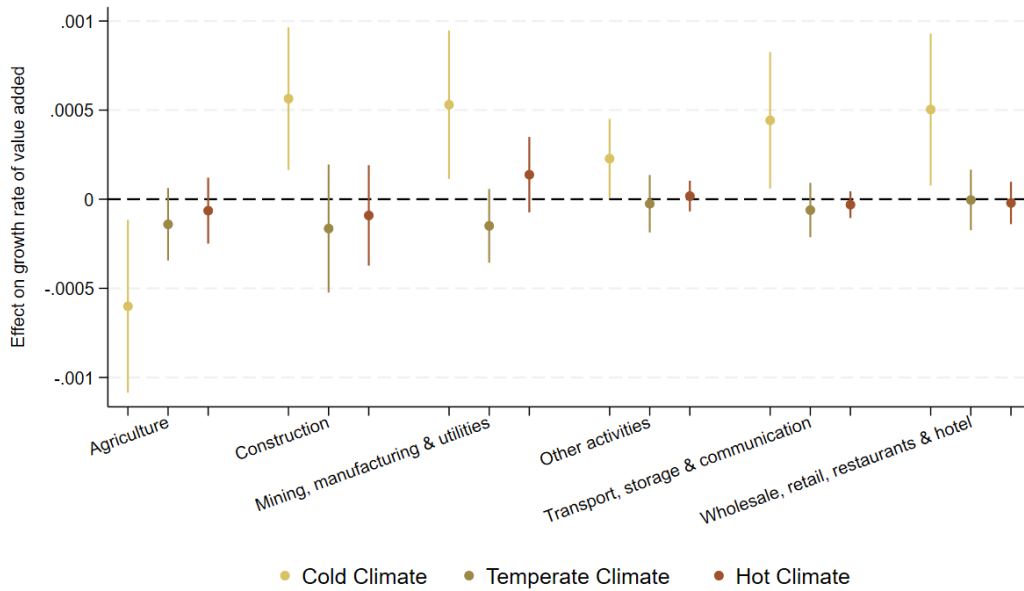 Effect on growth rate of value added
.001
.0005
0
-.0005
-.001
Agriculture
Construction
Mining, manufacturing & utilities
Other activities
Transport, storage & communication
Wholesale, retail, restaurants & hotel
Cold Climate
Temperate Climate
Hot Climate